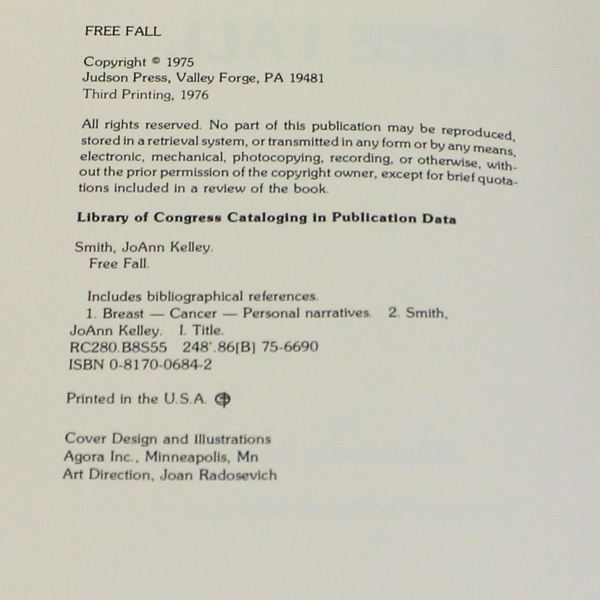 FREE FALL
Copyright © 1975
Judson Press, Valley Forge, PA 19481
Third Printing, 1976
All rights reserved. No part of this publication may be reproduced,
stored in a retrieval system, or transmitted in any form or by any means,
electronic, mechanical, photocopying, recording, or otherwise, with-
out the prior permission of the copyright owner, except for brief quota-
tions included in a review of the book.
Library of Congress Cataloging in Publication Data
Smith, JoAnn Kelley.
Free Fall.
Includes bibliographical references.
1. Breast — Cancer — Personal narratives. 2. Smith,
JoAnn Kelley. I. Title.
RC280.B8S55 248'.86[B] 75-6690
ISBN 0-8170-0684-2
Printed in the U.S.A.
Cover Design and Illustrations
Agora Inc., Minneapolis, Mn
Art Direction, Joan Radosevich